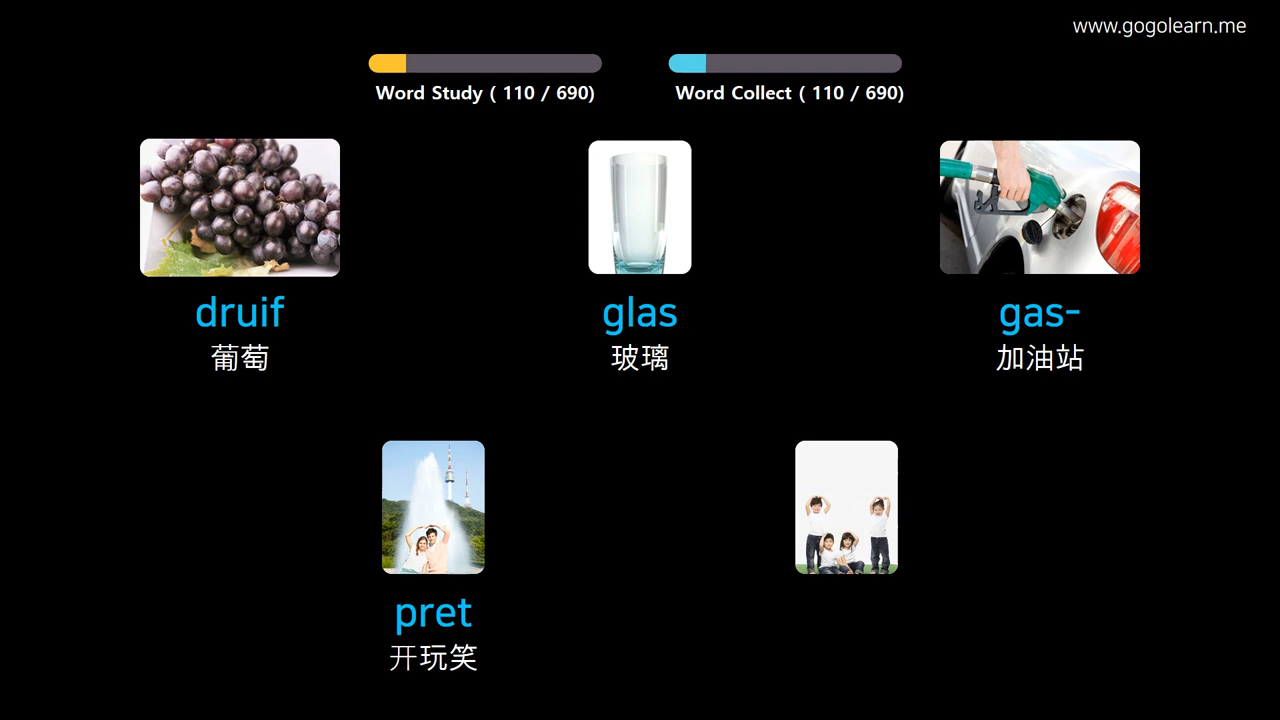 www.gogolearn.me
Word Study ( 110 / 690)
Word Collect ( 110 / 690)
druif
葡萄
glas
玻璃
gas-
加油站
pret
开玩笑